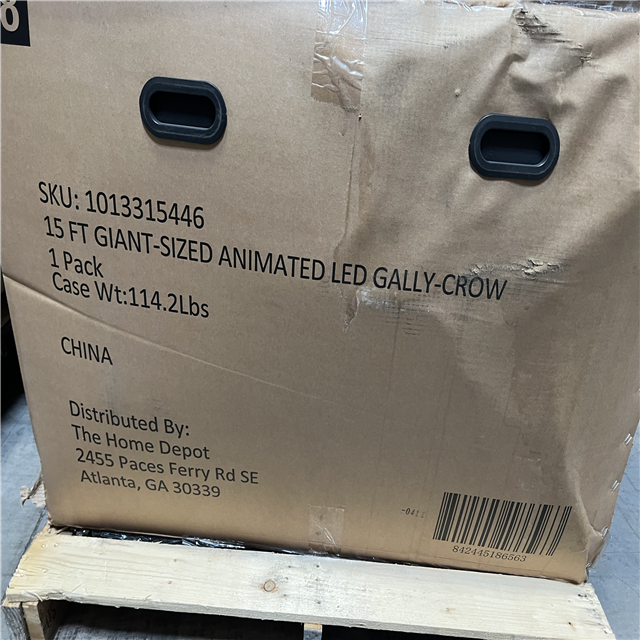 SKU: 1013315446
15 FT GIANT-SIZED ANIMATED LED GALLY-CROW
1 Pack
Case Wt:114.2Lbs
CHINA
Distributed By:
The Home Depot
2455 Paces Ferry Rd SE
Atlanta, GA 30339
842445186563